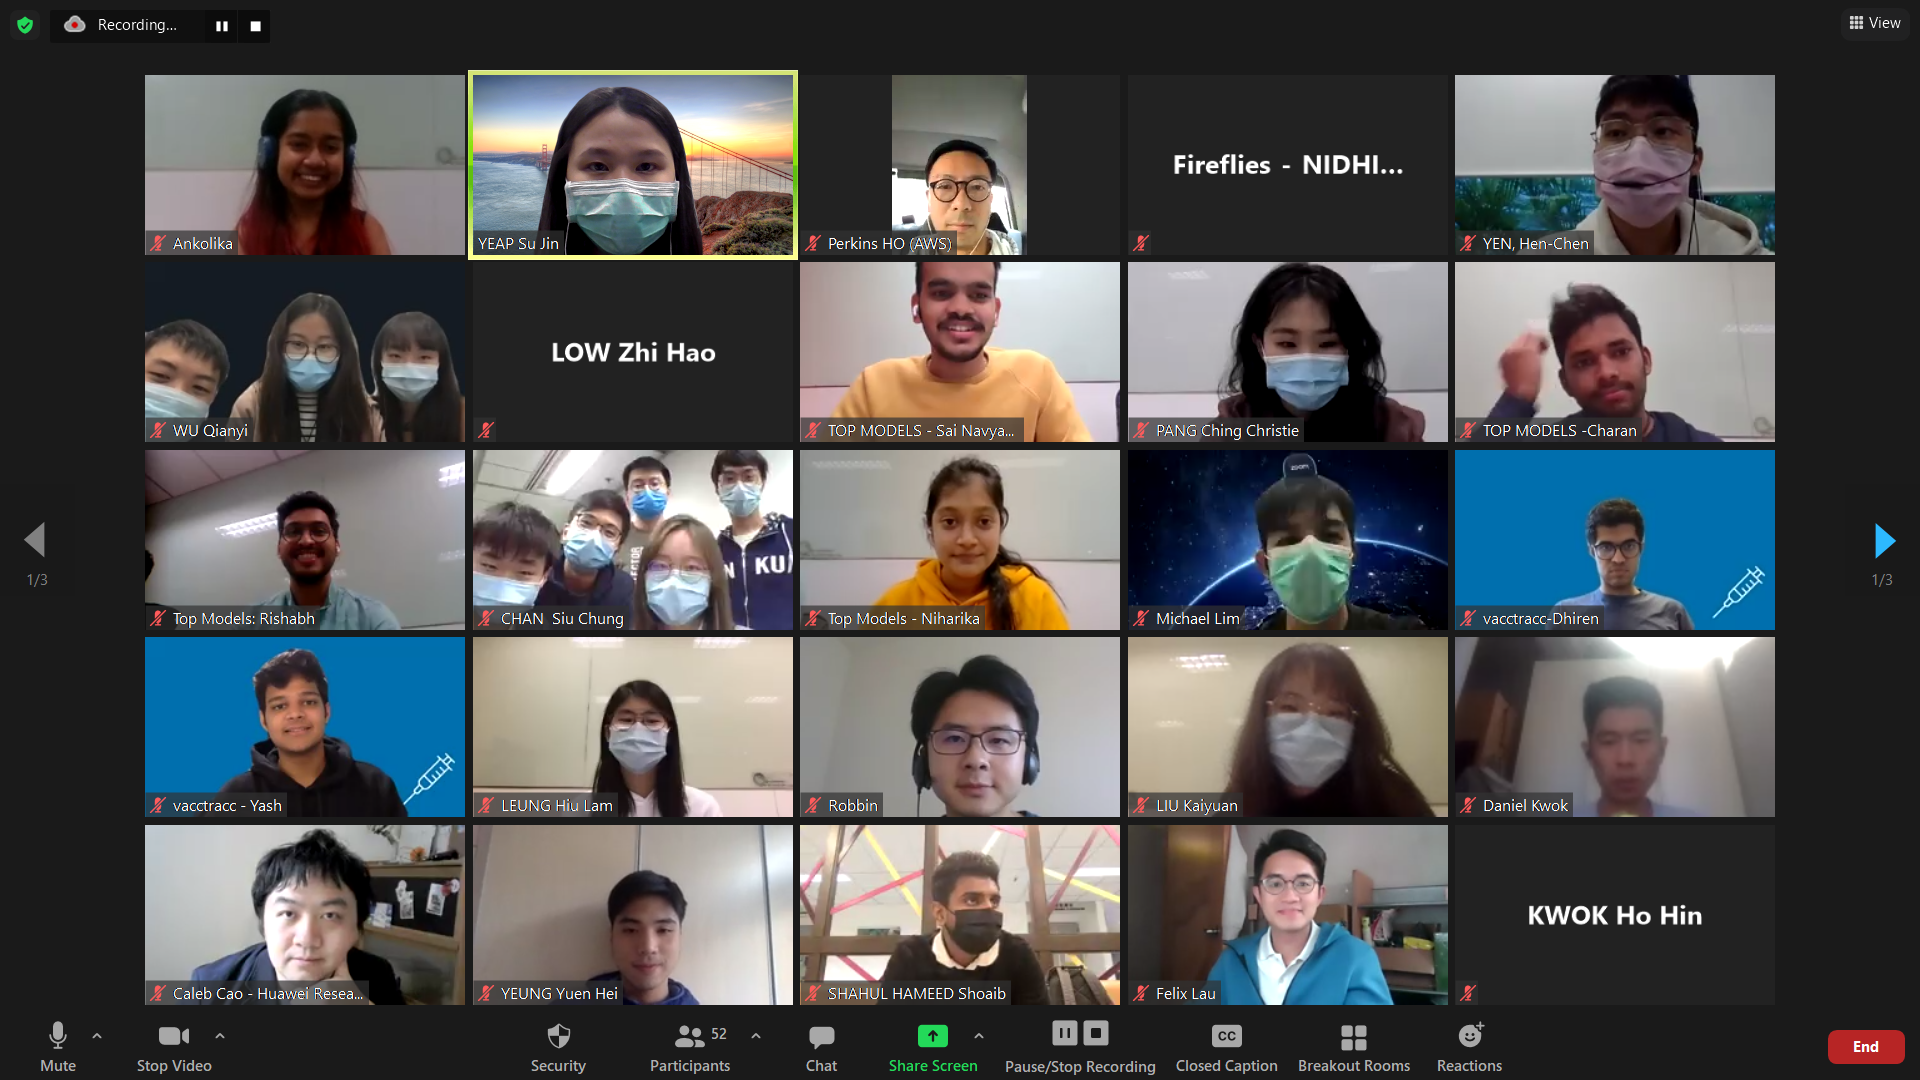 Recording...
View
Ankolika
YEAP Su Jin
Perkins HO (AWS)
Fireflies - NIDHI...
YEN, Hen-Chen
WU Qianyi
LOW Zhi Hao
TOP MODELS - Sai Navya...
PANG Ching Christie
TOP MODELS -Charan
1/3
Top Models: Rishabh
CHAN Siu Chung
KU
Top Models - Niharika
zoom
Michael Lim
vacctracc-Dhiren
1/3
vacctracc - Yash
LEUNG Hiu Lam
Robbin
LIU Kaiyuan
Daniel Kwok
Caleb Cao - Huawei Resea...
YEUNG Yuen Hei
SHAHUL HAMEED Shoaib
Felix Lau
KWOK Ho Hin
Mute
Stop Video
Security
52
Participants
Chat
Share Screen
Pause/Stop Recording
CC
Closed Caption
Breakout Rooms
Reactions
End